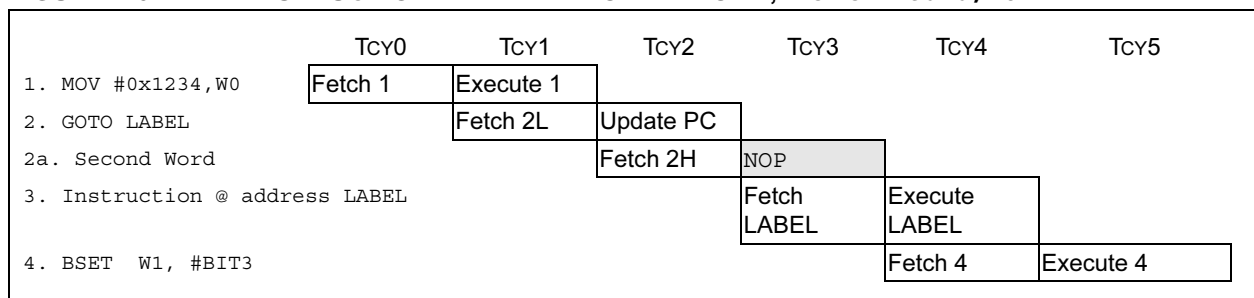 TCY0 TCY1 TCY2 TCY3 TCY4 TCY5
1. MOV #0x1234,W0 Fetch 1 Execute 1
2. GOTO LABEL Fetch 2L Update PC
2a. Second Word Fetch 2H NOP
3. Instruction @ address LABEL Fetch LABEL Execute LABEL
4. BSET W1, #BIT3 Fetch 4 Execute 4